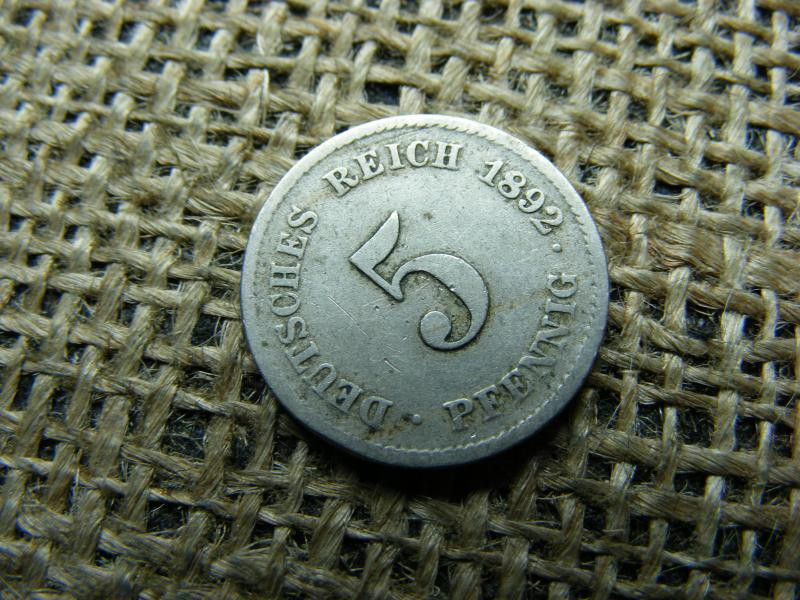 DEUTSCHES REICH 1892.
5
. PFENNIG